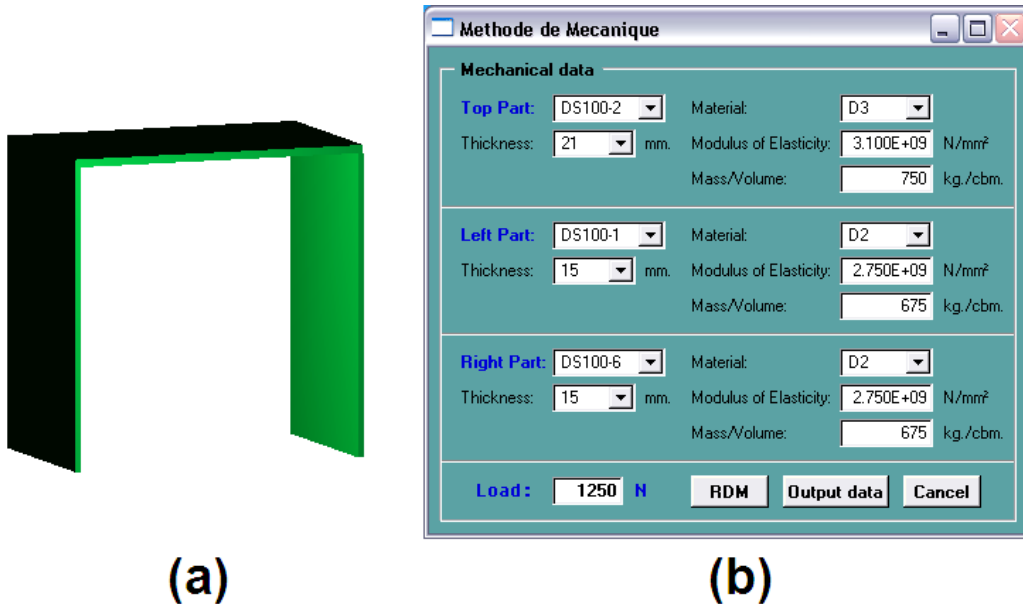 Methode de Mecanique
Mechanical data
Top Part: DS100-2 Material: D3
Thickness: 21 mm. Modulus of Elasticity: 3.100E+09 N/mm²
Mass/Volume: 750 kg./cbm.
Left Part: DS100-1 Material: D2
Thickness: 15 mm. Modulus of Elasticity: 2.750E+09 N/mm²
Mass/Volume: 675 kg./cbm.
Right Part: DS100-6 Material: D2
Thickness: 15 mm. Modulus of Elasticity: 2.750E+09 N/mm²
Mass/Volume: 675 kg./cbm.
Load: 1250 N RDM Output data Cancel
(a) (b)